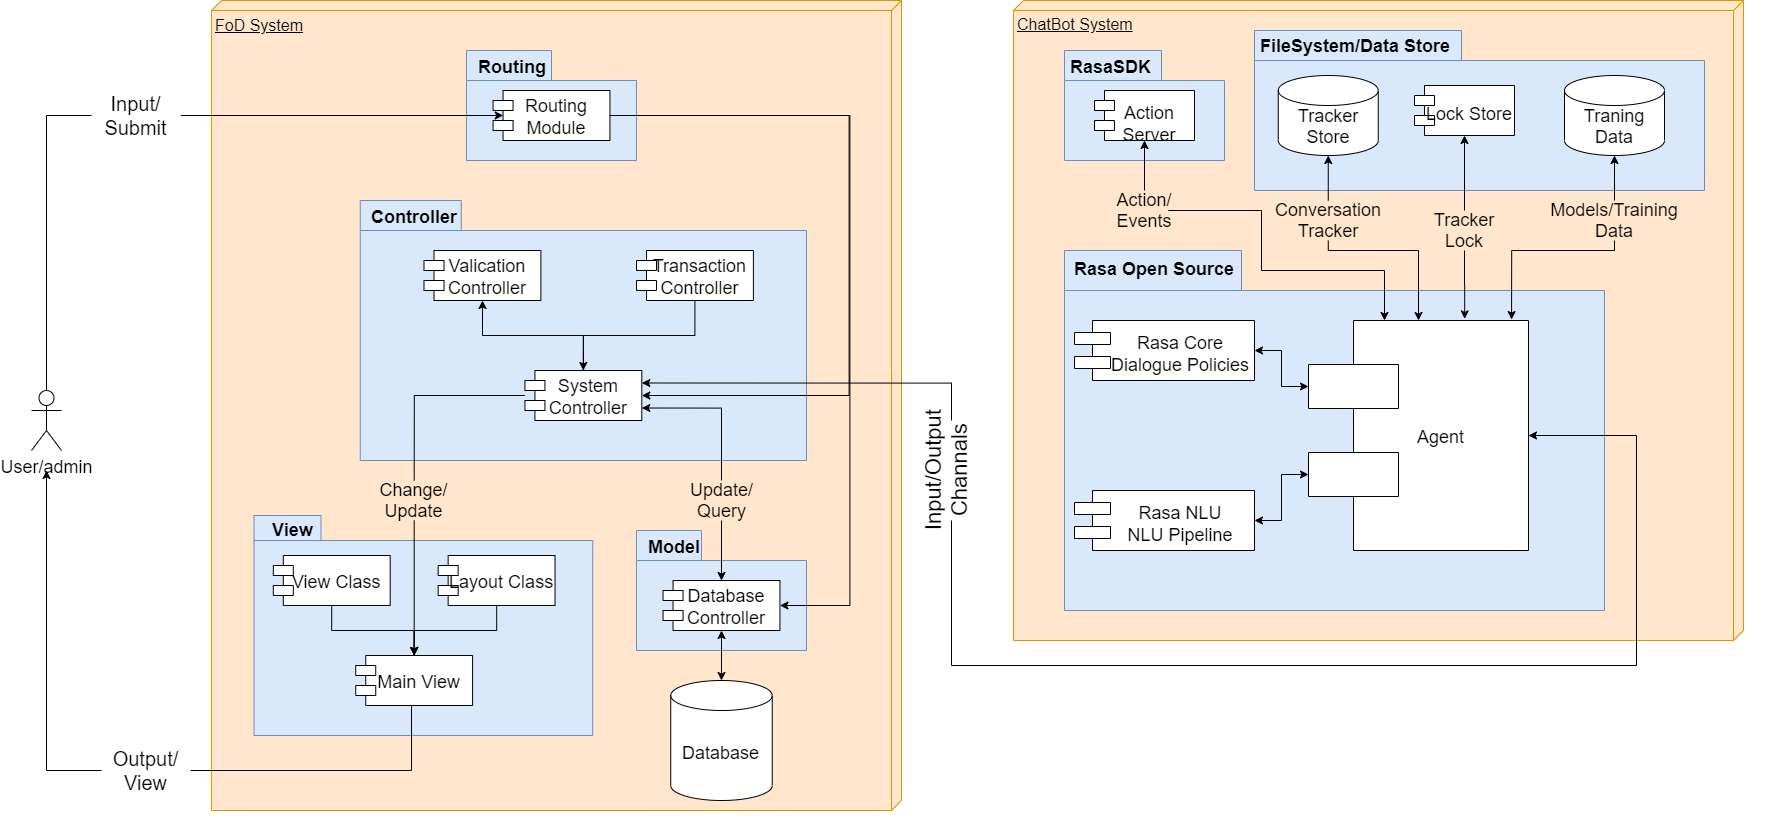 FoD System
Routing
Routing
Module
Input/
Submit
Controller
Valication
Controller
Transaction
Controller
System
Controller
User/admin
Change/
Update
Update/
Query
View
View Class
Layout Class
Main View
Model
Database
Controller
Database
Output/
View
Input/Output
Channals
ChatBot System
RasaSDK
Action
Server
FileSystem/Data Store
Tracker
Store
Lock Store
Traning
Data
Action/
Events
Conversation
Tracker
Tracker
Lock
Models/Training
Data
Rasa Open Source
Rasa Core
Dialogue Policies
Agent
Rasa NLU
NLU Pipeline